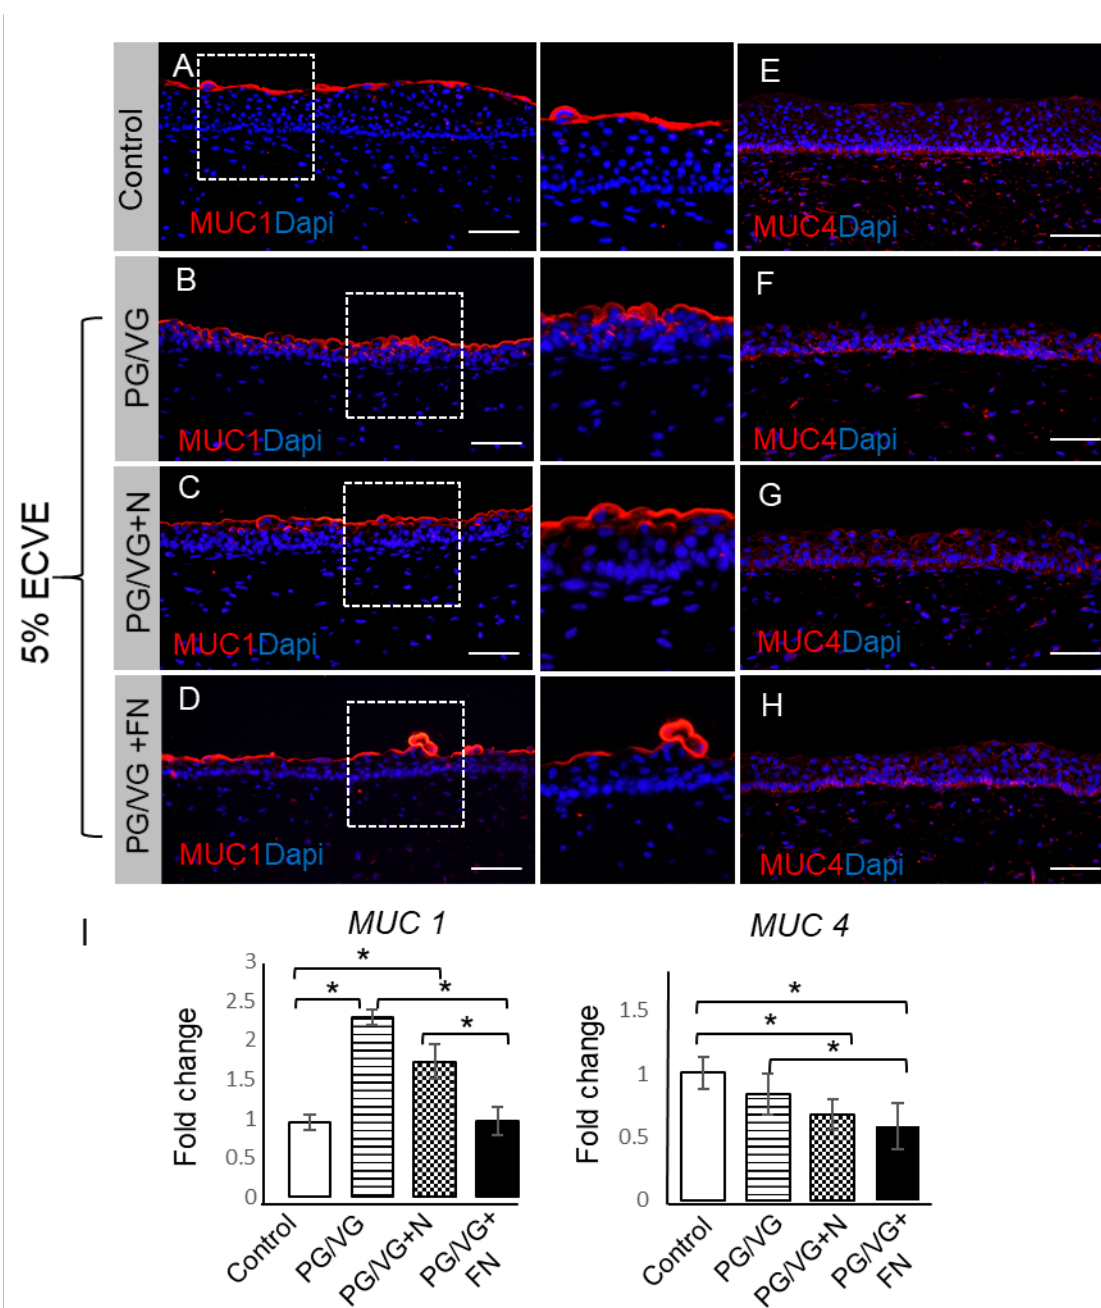 Control
A
MUC1Dapi
E
MUC4Dapi
5% ECVE
PG/VG
B
MUC1Dapi
F
MUC4Dapi
PG/VG+N
C
MUC1Dapi
G
MUC4Dapi
PG/VG +FN
D
MUC1Dapi
H
MUC4Dapi
I
MUC 1
Fold change
3
2.5
2
1.5
1
0.5
0
*
*
*
*
Control
PG/VG
PG/VG+N
PG/VG+
FN
MUC 4
Fold change
1.5
1
0.5
0
*
*
*
Control
PG/VG
PG/VG+N
PG/VG+
FN